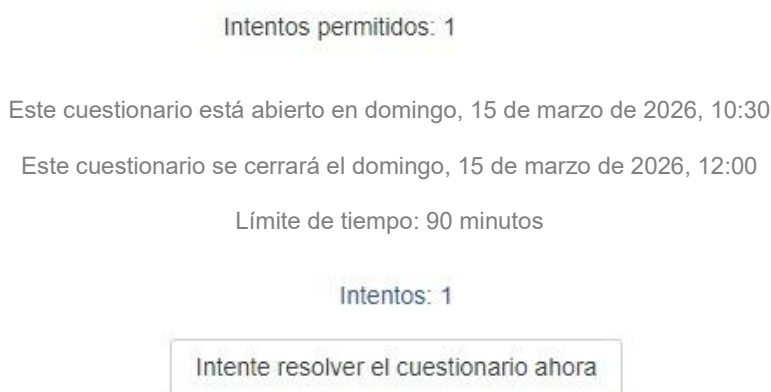 Intentos permitidos: 1
Este cuestionario está abierto en domingo, 15 de marzo de 2026, 10:30
Este cuestionario se cerrará el domingo, 15 de marzo de 2026, 12:00
Límite de tiempo: 90 minutos
Intentos: 1
Intente resolver el cuestionario ahora